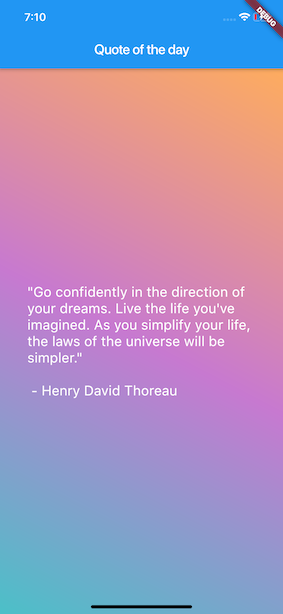 7:10
DEBUG
Quote of the day
"Go confidently in the direction of
your dreams. Live the life you've
imagined. As you simplify your life,
the laws of the universe will be
simpler."
- Henry David Thoreau